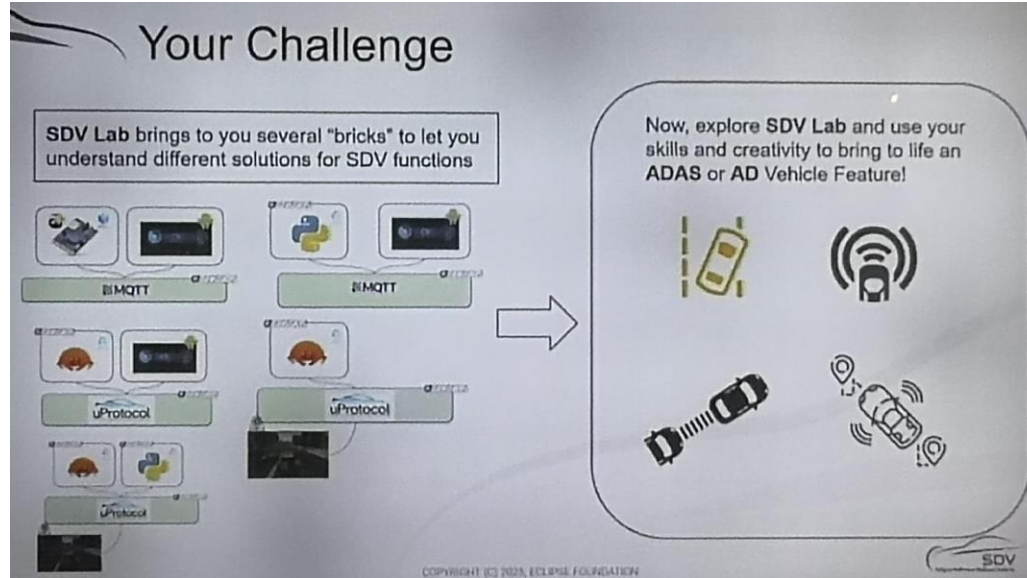 Your Challenge
SDV Lab brings to you several "bricks" to let you
understand different solutions for SDV functions
Now, explore SDV Lab and use your
skills and creativity to bring to life an
ADAS or AD Vehicle Feature!
MQTT
MQTT
uProtocol
uProtocol
uProtocol
COPYRIGHT (C) 2025, ECLIPSE FOUNDATION
SDV